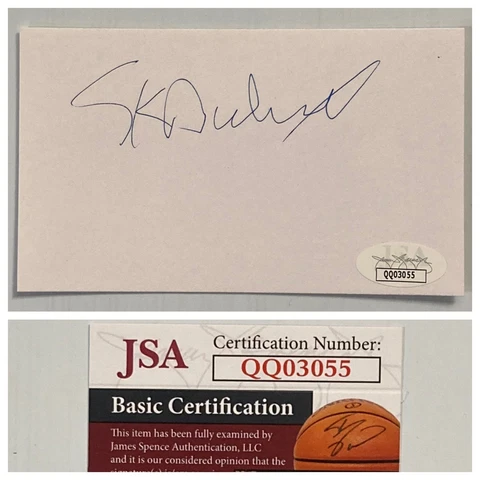 QQ03055
JSA
Certification Number:
QQ03055
Basic Certification
This item has been fully examined by
James Spence Authentication, LLC
and it is our considered opinion that the